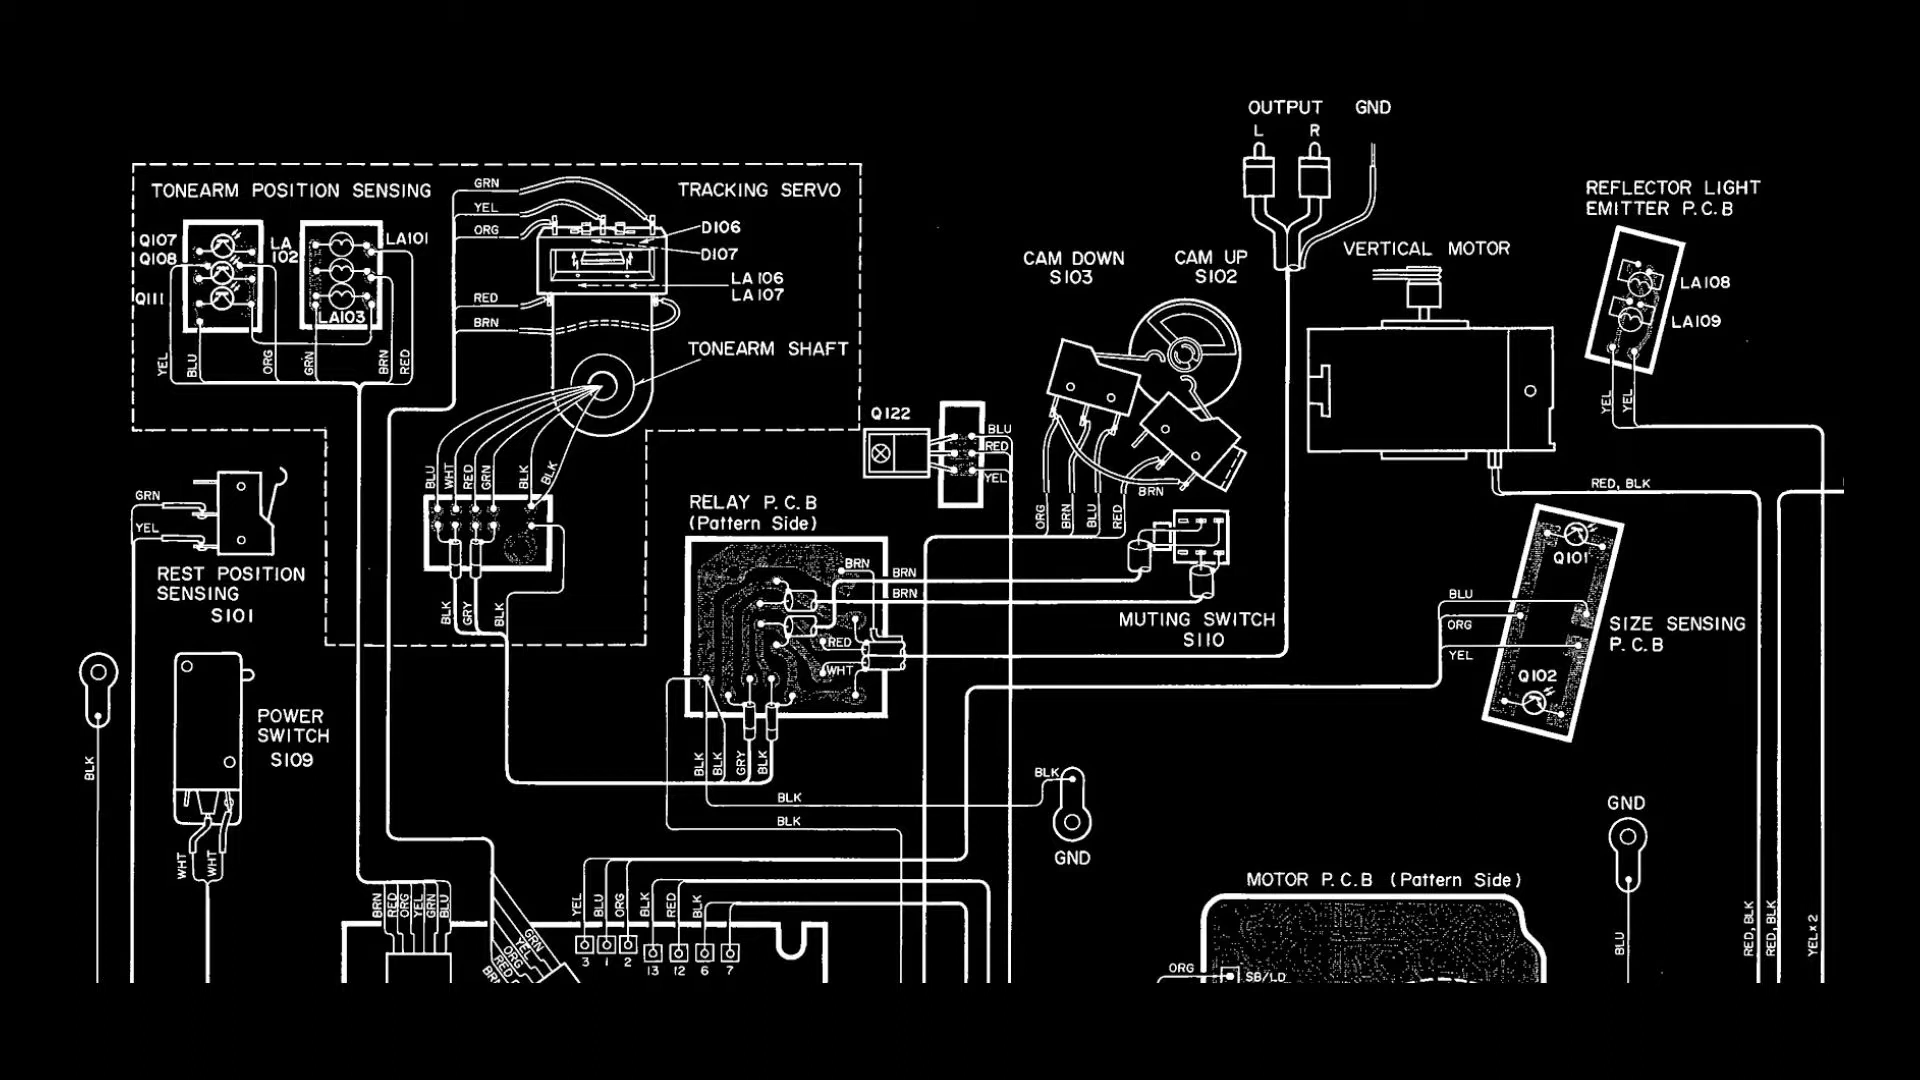 OUTPUT GND
L R
TONEARM POSITION SENSING
GRN
YEL
ORG
TRACKING SERVO
D106
D107
LA106
LA107
RED
BRN
TONEARM SHAFT
Q107
Q108
Q111
LA
102
LA101
LA103
YEL
BLU
ORG
GRN
BRN
RED
REFLECTOR LIGHT
EMITTER P.C.B
LA108
LA109
YEL
YEL
VERTICAL MOTOR
CAM DOWN
S103
CAM UP
S102
Q122
BLU
RED
YEL
BRN
ORG
BRN
BLU
RED
RED, BLK
BLU
WHT
RED
GRN
BLK
BLK
GRN
YEL
REST POSITION
SENSING
S101
BLK
GRY
BLK
RELAY P.C.B
(Pattern Side)
BRN
BRN
BRN
RED
WHT
MUTING SWITCH
S110
Q101
BLU
ORG
YEL
SIZE SENSING
P.C.B
Q102
POWER
SWITCH
S109
BLK
WHT
WHT
BLK
BLK
GRY
BLK
BLK
BLK
BLK
GND
GND
BLU
MOTOR P.C.B (Pattern Side)
ORG
SB/LD
RED, BLK
RED, BLK
YEL x 2
BRN
RED
ORG
YEL
GRN
BLU
GRN
YEL
ORG
RED
YEL
BLU
ORG
BLK
RED
BLK
3 1 2 13 12 6 7